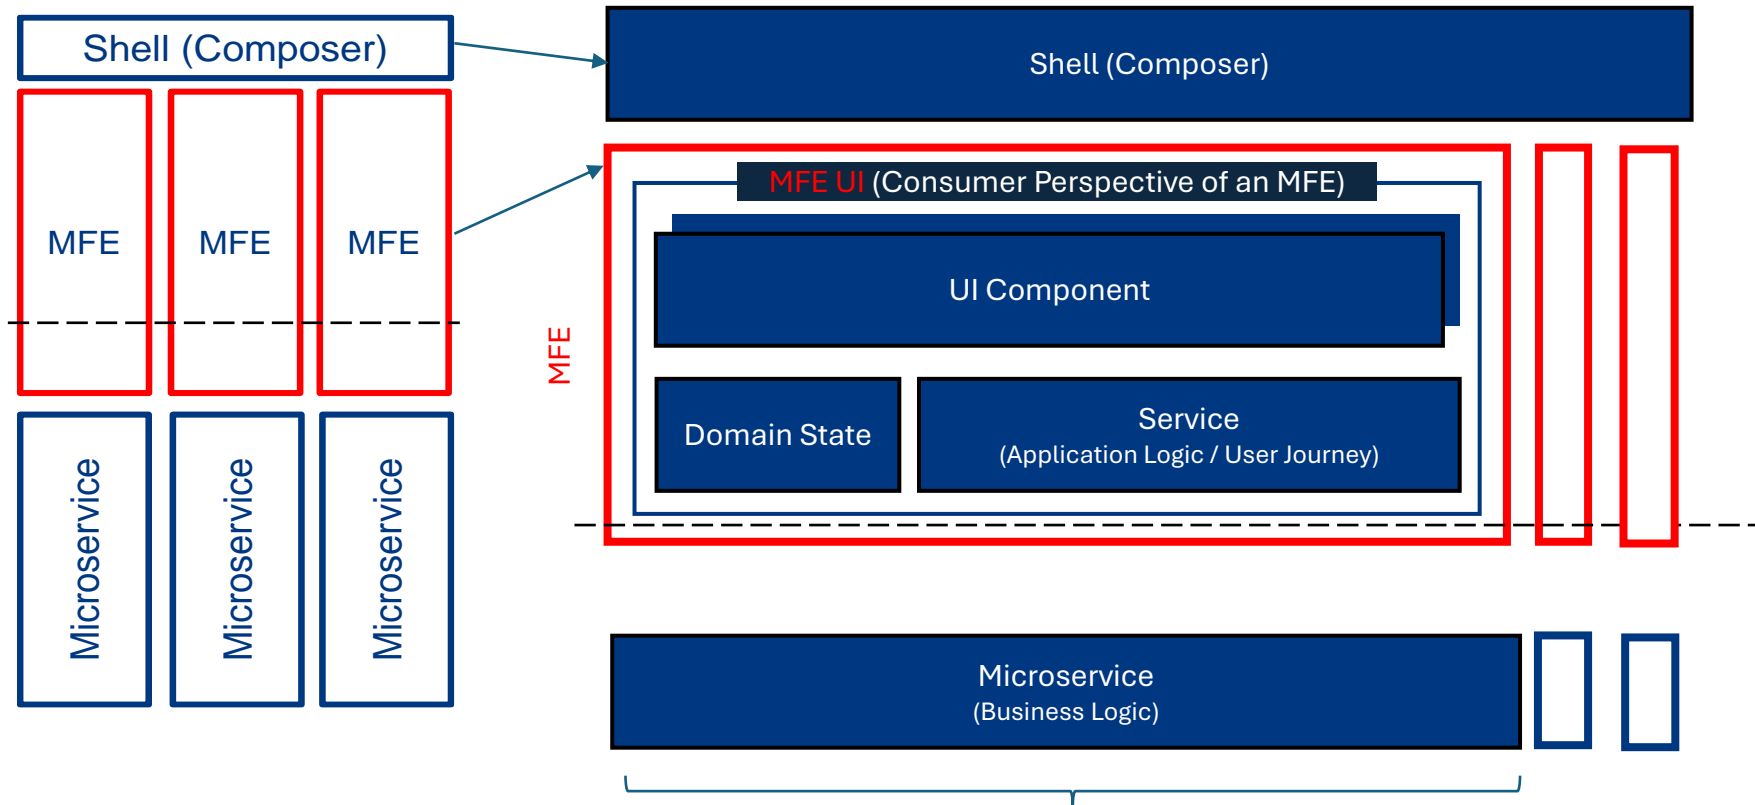 Shell (Composer)
MFE
MFE
MFE
Microservice
Microservice
Microservice
Shell (Composer)
MFE UI (Consumer Perspective of an MFE)
UI Component
MFE
Domain State
Service
(Application Logic / User Journey)
Microservice
(Business Logic)